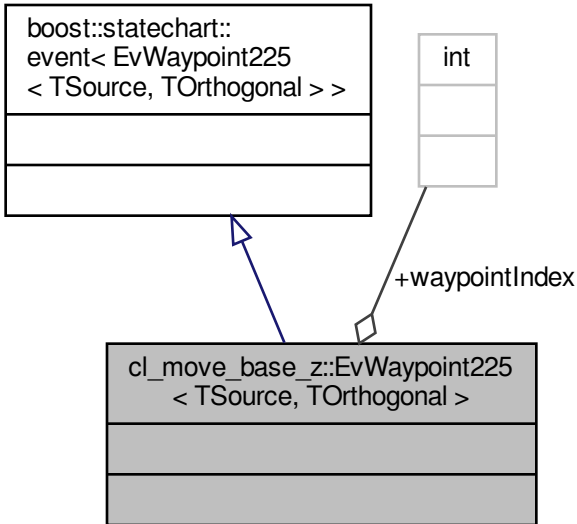 boost::statechart::
event< EvWaypoint225
< TSource, TOrthogonal > >
int
+waypointIndex
cl_move_base_z::EvWaypoint225
< TSource, TOrthogonal >